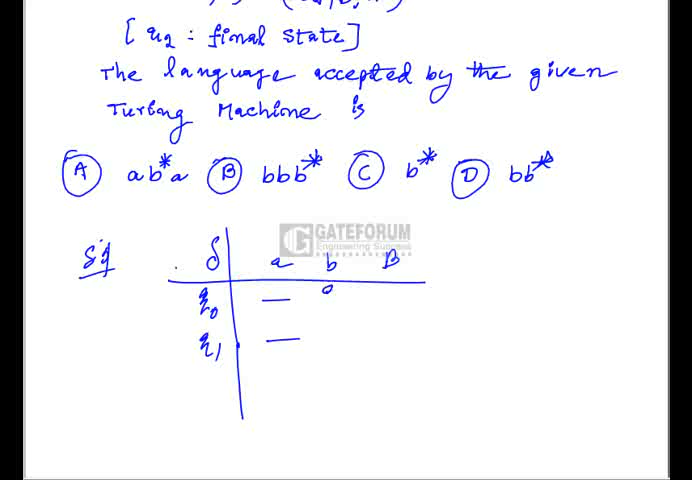 [q2 : final state]
The language accepted by the given
Turing Machine is
(A) ab*a (B) bbb* (C) b* (D) bb*
GATEFORUM
Engineering Success
Sol
δ a b B
q0 —
q1 —